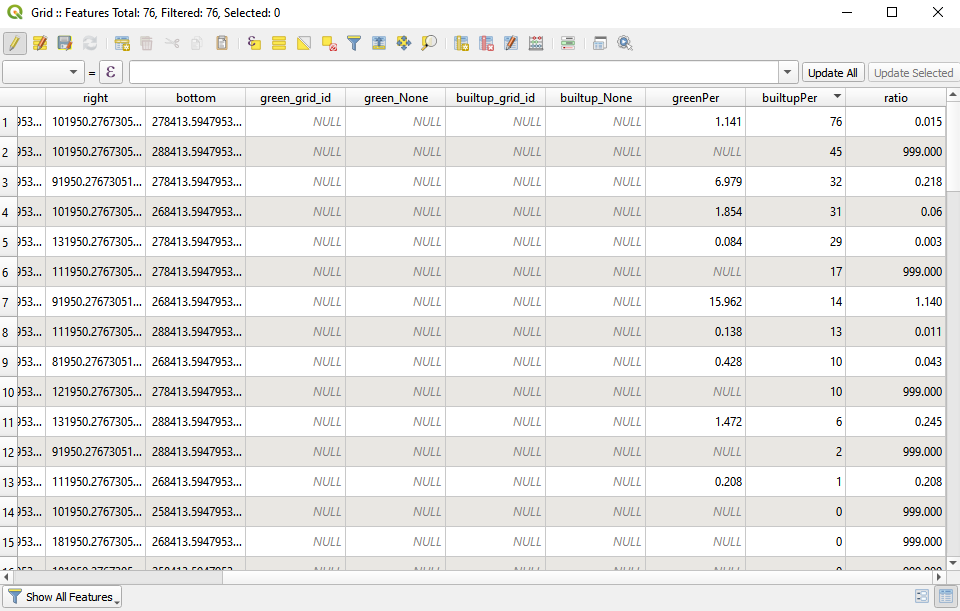 Grid :: Features Total: 76, Filtered: 76, Selected: 0
= ε Update All Update Selected
right bottom green_grid_id green_None builtup_grid_id builtup_None greenPer builtupPer ratio
1 953... 101950.2767305... 278413.5947953... NULL NULL NULL NULL 1.141 76 0.015
2 953... 101950.2767305... 288413.5947953... NULL NULL NULL NULL NULL 45 999.000
3 953... 91950.27673051... 278413.5947953... NULL NULL NULL NULL 6.979 32 0.218
4 953... 101950.2767305... 268413.5947953... NULL NULL NULL NULL 1.854 31 0.06
5 953... 131950.2767305... 278413.5947953... NULL NULL NULL NULL 0.084 29 0.003
6 953... 111950.2767305... 278413.5947953... NULL NULL NULL NULL NULL 17 999.000
7 953... 91950.27673051... 268413.5947953... NULL NULL NULL NULL 15.962 14 1.140
8 953... 111950.2767305... 288413.5947953... NULL NULL NULL NULL 0.138 13 0.011
9 953... 81950.27673051... 268413.5947953... NULL NULL NULL NULL 0.428 10 0.043
10 953... 121950.2767305... 278413.5947953... NULL NULL NULL NULL NULL 10 999.000
11 953... 131950.2767305... 288413.5947953... NULL NULL NULL NULL 1.472 6 0.245
12 953... 91950.27673051... 288413.5947953... NULL NULL NULL NULL NULL 2 999.000
13 953... 111950.2767305... 268413.5947953... NULL NULL NULL NULL 0.208 1 0.208
14 953... 101950.2767305... 258413.5947953... NULL NULL NULL NULL NULL 0 999.000
15 953... 181950.2767305... 268413.5947953... NULL NULL NULL NULL NULL 0 999.000
Show All Features